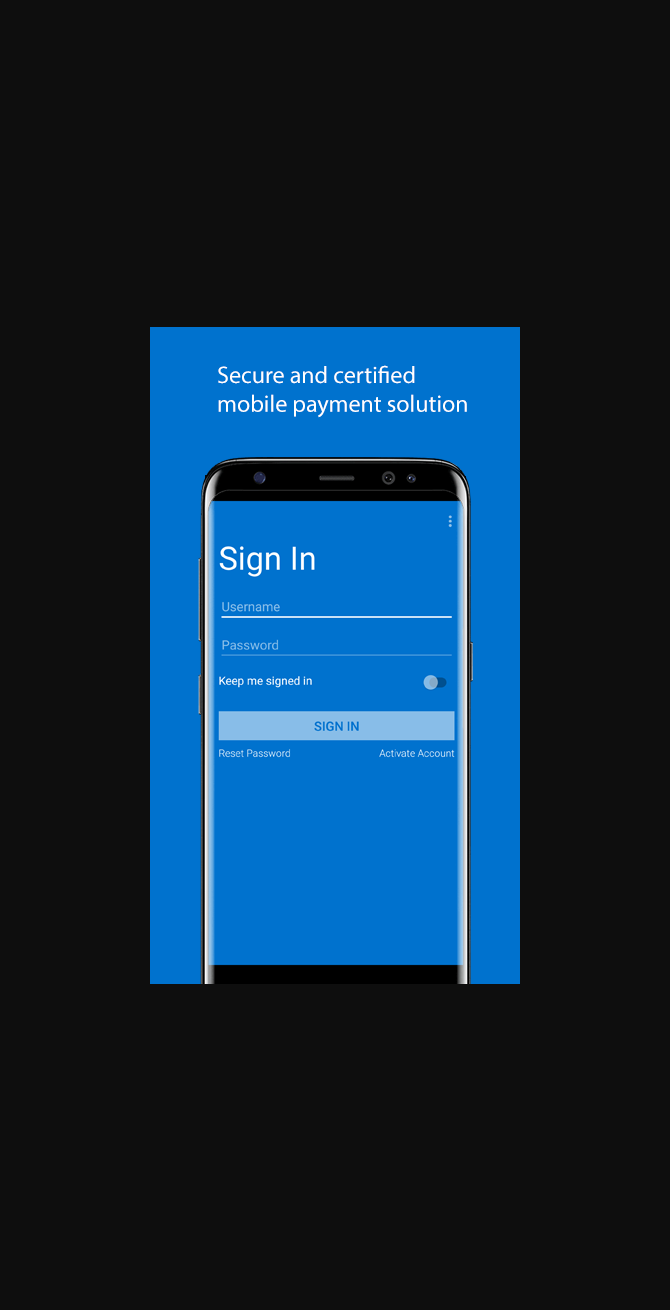 Secure and certified
mobile payment solution
Sign In
Username
Password
Keep me signed in
SIGN IN
Reset Password Activate Account